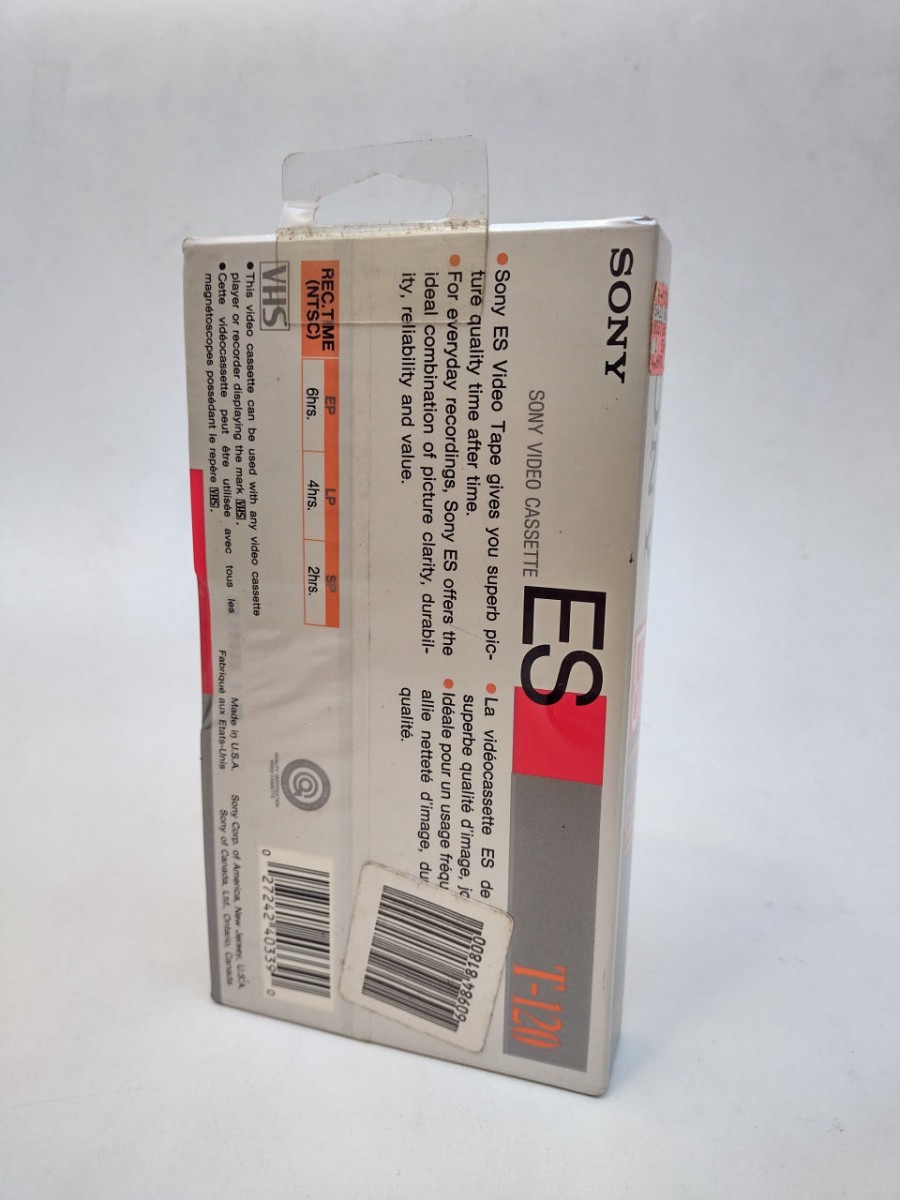 SONY
SONY VIDEO CASSETTE
ES
T-120
● Sony ES Video Tape gives you superb pic-
ture quality time after time.
● For everyday recordings, Sony ES offers the
ideal combination of picture clarity, durabil-
ity, reliability and value.
● La vidéocassette ES de
superbe qualité d'image, jo
● Idéale pour un usage fréqu
allie netteté d'image, du
qualité.
REC.TIME EP LP SP
(NTSC) 6hrs. 4hrs. 2hrs.
VHS
● This video cassette can be used with any video cassette
player or recorder displaying the mark VHS.
● Cette vidéocassette peut être utilisée avec tous les
magnétoscopes possédant le repère VHS.
Made in U.S.A. Sony Corp. of America, New Jersey, U.S.A.
Fabriqué aux Etats-Unis Sony of Canada, Ltd., Ontario, Canada
0 27242 40339 0